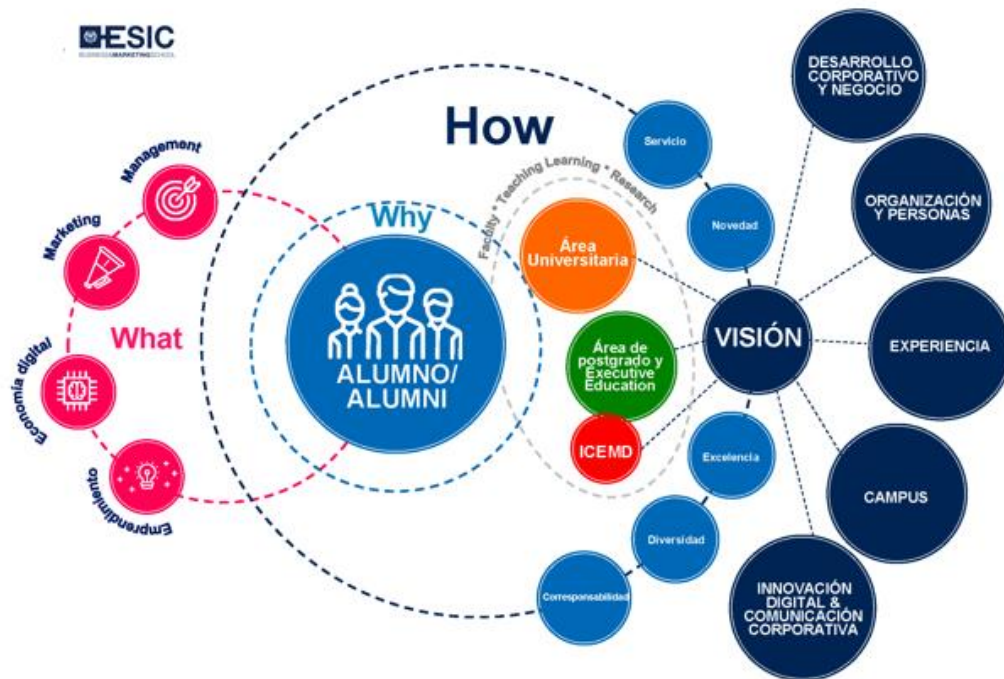 ESIC
BUSINESS&MARKETINGSCHOOL
How
Why
What
Management
Marketing
Economía digital/
Emprendimiento
ALUMNO/
ALUMNI
Faculty * Teaching Learning * Research
Área
Universitaria
Área de
postgrado y
Executive
Education
ICEMD
Servicio
Novedad
VISIÓN
Excelencia
Diversidad
Corresponsabilidad
DESARROLLO
CORPORATIVO
Y NEGOCIO
ORGANIZACIÓN
Y PERSONAS
EXPERIENCIA
CAMPUS
INNOVACIÓN
DIGITAL &
COMUNICACIÓN
CORPORATIVA